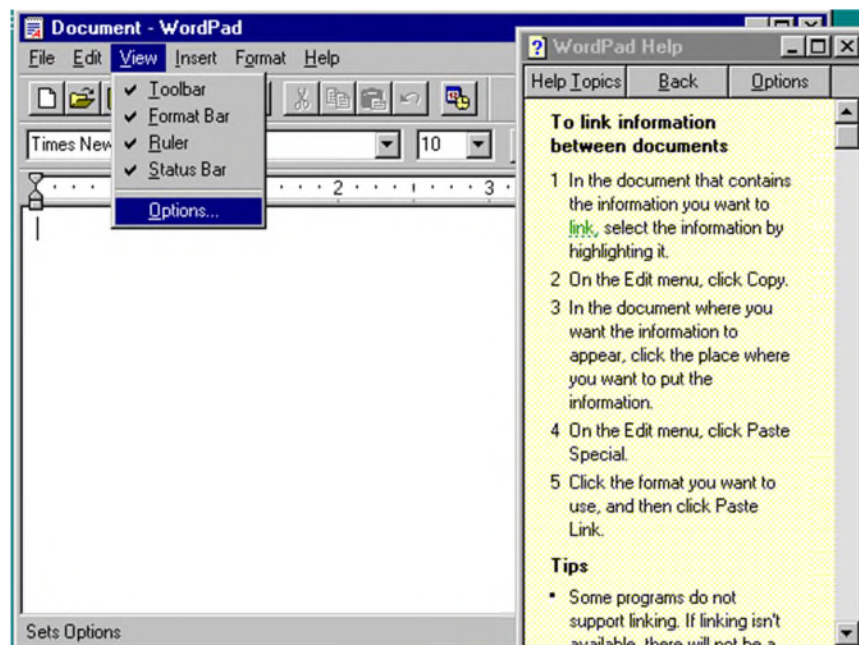 Document - WordPad
File Edit View Insert Format Help
Toolbar
Format Bar
Ruler
Status Bar
Options...
Times New
10
2 3
Sets Options
WordPad Help
Help Topics Back Options
To link information
between documents
1 In the document that contains
the information you want to
link, select the information by
highlighting it.
2 On the Edit menu, click Copy.
3 In the document where you
want the information to
appear, click the place where
you want to put the
information.
4 On the Edit menu, click Paste
Special.
5 Click the format you want to
use, and then click Paste
Link.
Tips
• Some programs do not
support linking. If linking isn't
available, there will not be a